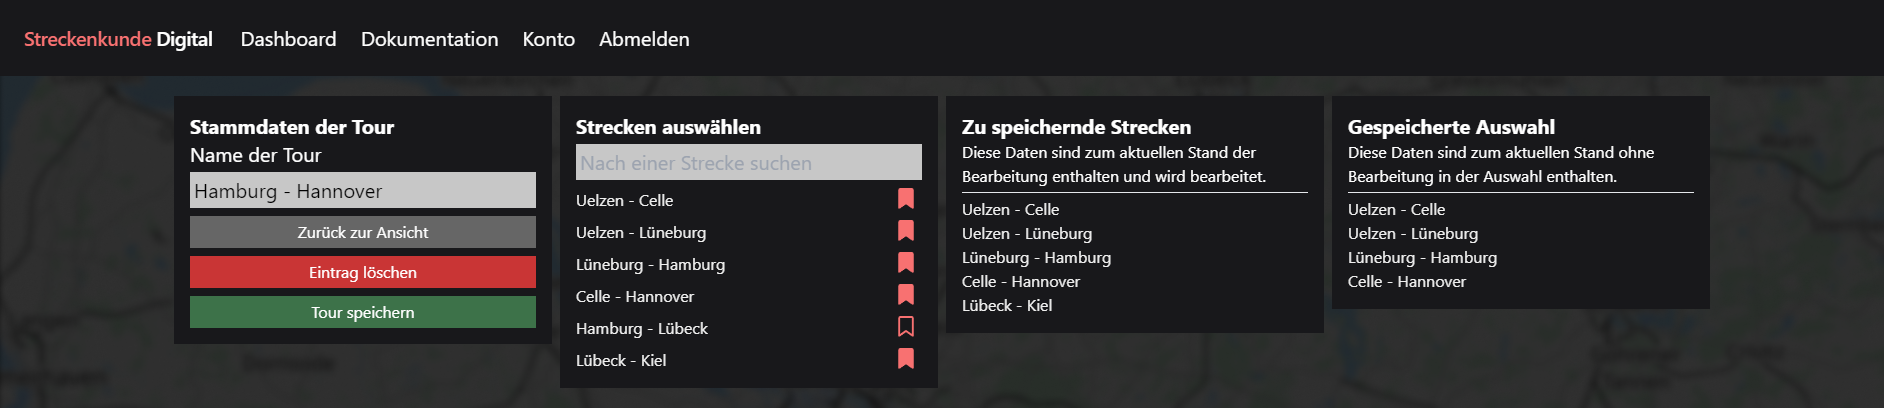 Streckenkunde Digital Dashboard Dokumentation Konto Abmelden
Stammdaten der Tour
Name der Tour
Hamburg - Hannover
Zurück zur Ansicht
Eintrag löschen
Tour speichern
Strecken auswählen
Nach einer Strecke suchen
Uelzen - Celle
Uelzen - Lüneburg
Lüneburg - Hamburg
Celle - Hannover
Hamburg - Lübeck
Lübeck - Kiel
Zu speichernde Strecken
Diese Daten sind zum aktuellen Stand der
Bearbeitung enthalten und wird bearbeitet.
Uelzen - Celle
Uelzen - Lüneburg
Lüneburg - Hamburg
Celle - Hannover
Lübeck - Kiel
Gespeicherte Auswahl
Diese Daten sind zum aktuellen Stand ohne
Bearbeitung in der Auswahl enthalten.
Uelzen - Celle
Uelzen - Lüneburg
Lüneburg - Hamburg
Celle - Hannover